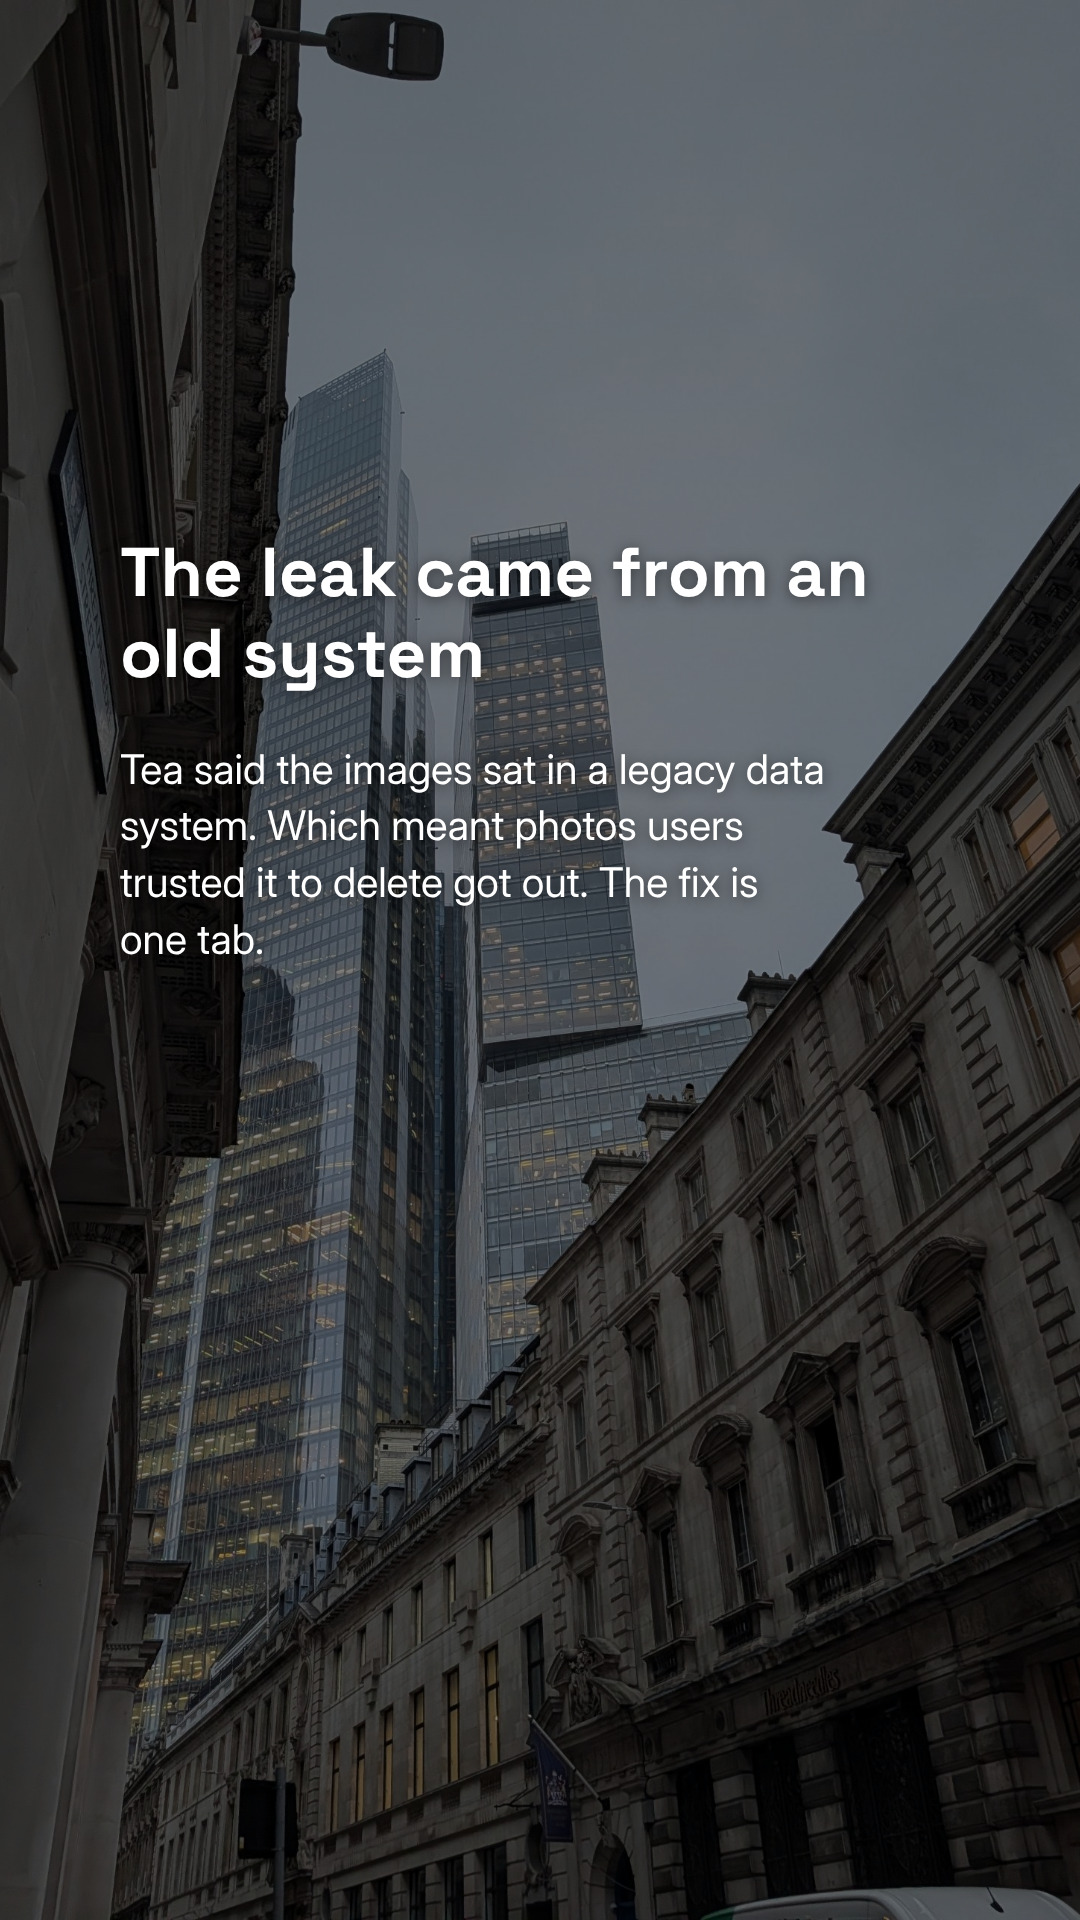 The leak came from an
old system
Tea said the images sat in a legacy data
system. Which meant photos users
trusted it to delete got out. The fix is
one tab.
Threadneedles